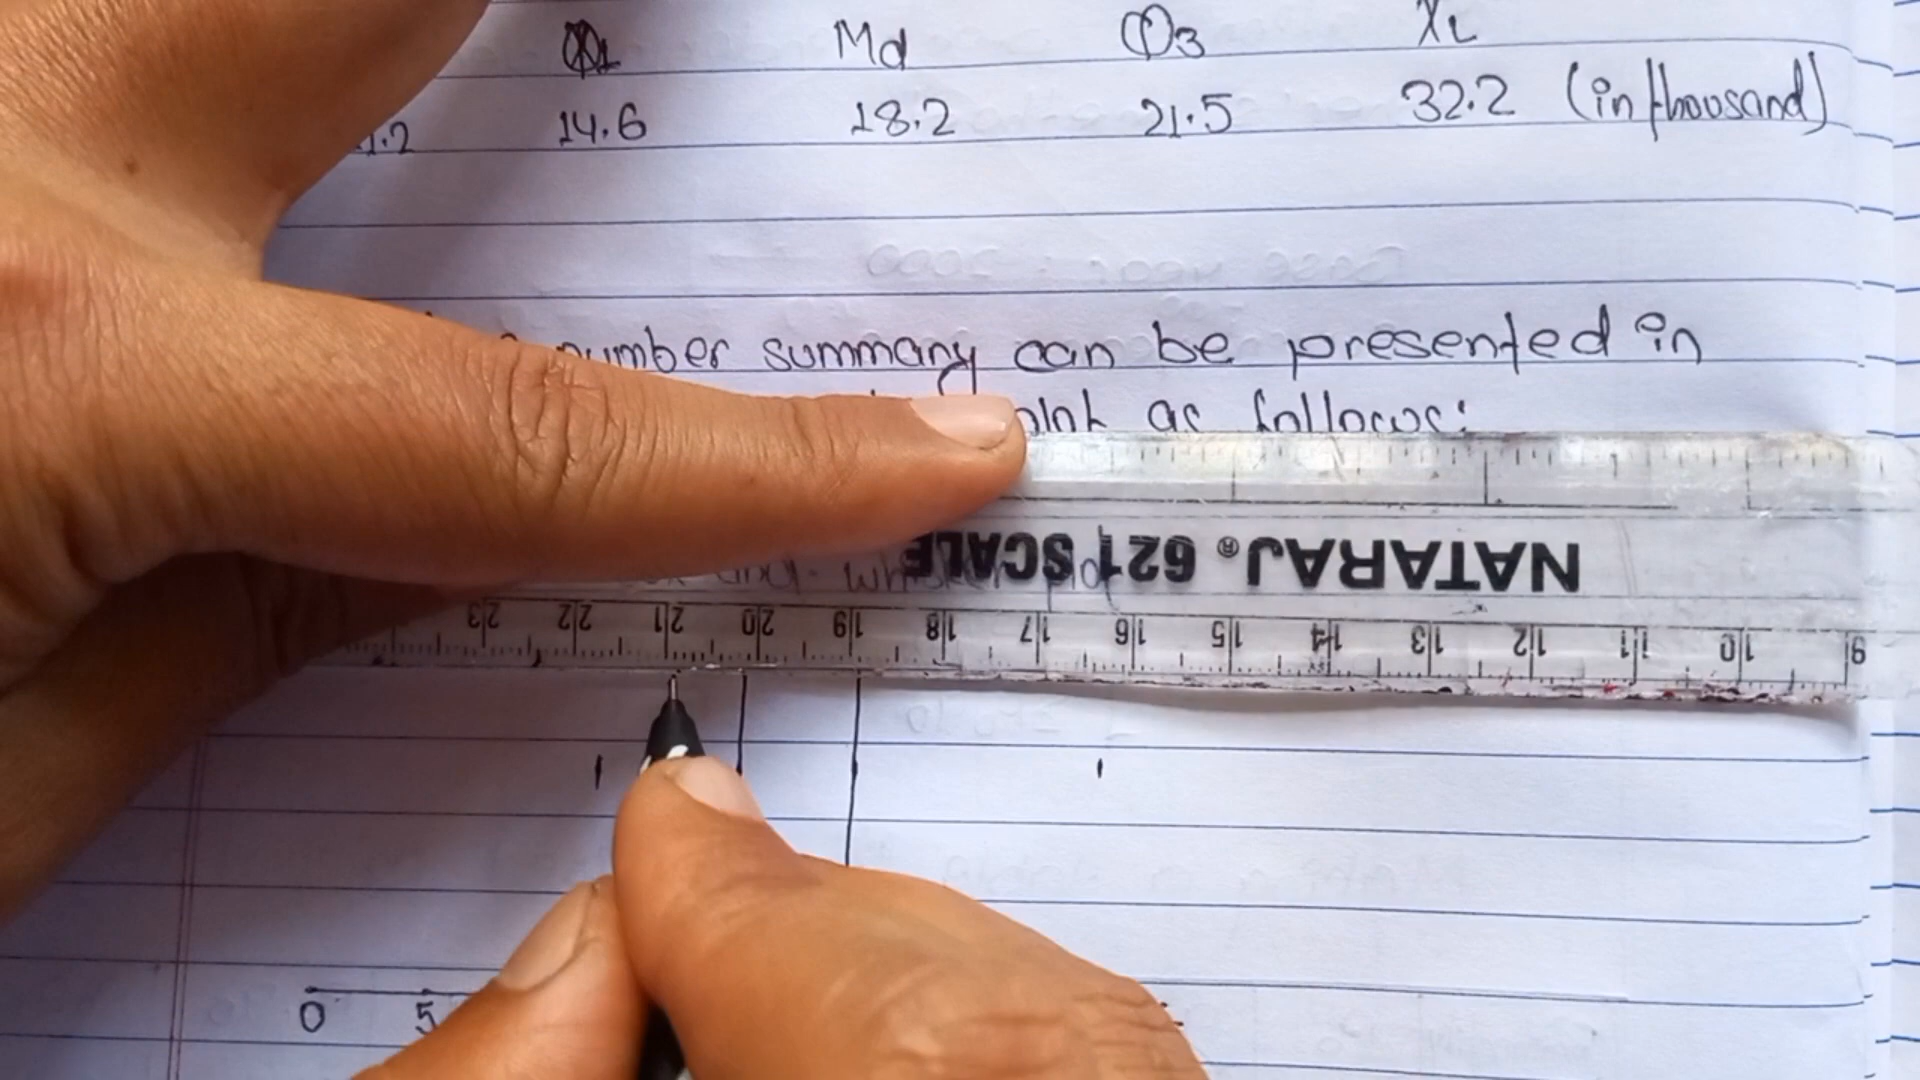 Q1 Md Q3 XL
1.2 14.6 18.2 21.5 32.2 (in thousand)
number summary can be presented in
as follows:
NATARAJ® 621 SCALE
23 22 21 20 19 18 17 16 15 14 13 12 11 10 9
0 5